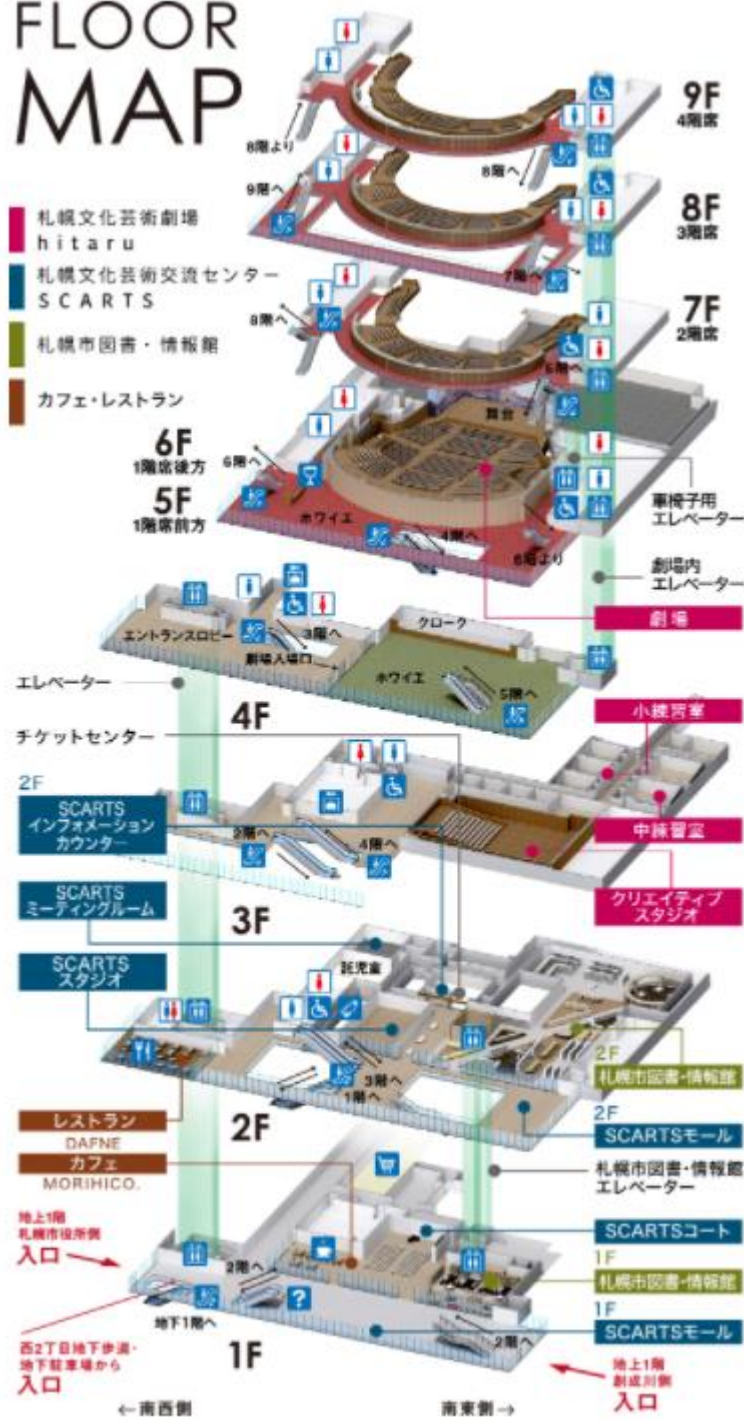 FLOOR
MAP
札幌文化芸術劇場
hitaru
札幌文化芸術交流センター
SCARTS
札幌市図書・情報館
カフェ・レストラン
9F
4階席
8階より
8階へ
8F
3階席
9階へ
7階へ
7F
2階席
8階へ
6階へ
舞台
6F
1階席後方
5F
1階席前方
6階へ
ホワイエ
4階へ
6階より
車椅子用
エレベーター
劇場内
エレベーター
劇場
エントランスロビー
3階へ
劇場入場口
クローク
ホワイエ
5階へ
エレベーター
4F
チケットセンター
小練習室
中練習室
クリエイティブ
スタジオ
2F
SCARTS
インフォメーション
カウンター
2階へ
4階へ
SCARTS
ミーティングルーム
3F
SCARTS
スタジオ
託児室
3階へ
1階へ
2F
札幌市図書・情報館
2F
SCARTSモール
2F
レストラン
DAFNE
カフェ
MORIHICO.
札幌市図書・情報館
エレベーター
地上1階
札幌市役所側
入口
SCARTSコート
1F
札幌市図書・情報館
1F
SCARTSモール
2階へ
?
地下1階へ
2階へ
西2丁目地下歩道・
地下駐車場から
入口
1F
地上1階
創成川側
入口
←南西側
南東側→